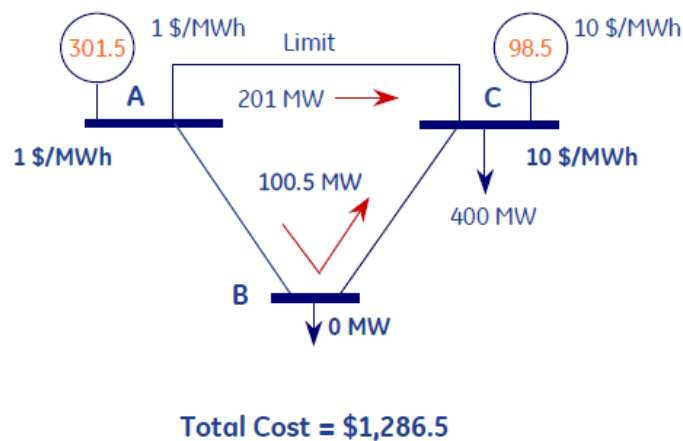 1 $/MWh
Limit
10 $/MWh
301.5
98.5
A
201 MW
C
1 $/MWh
10 $/MWh
100.5 MW
400 MW
B
0 MW
Total Cost = $1,286.5